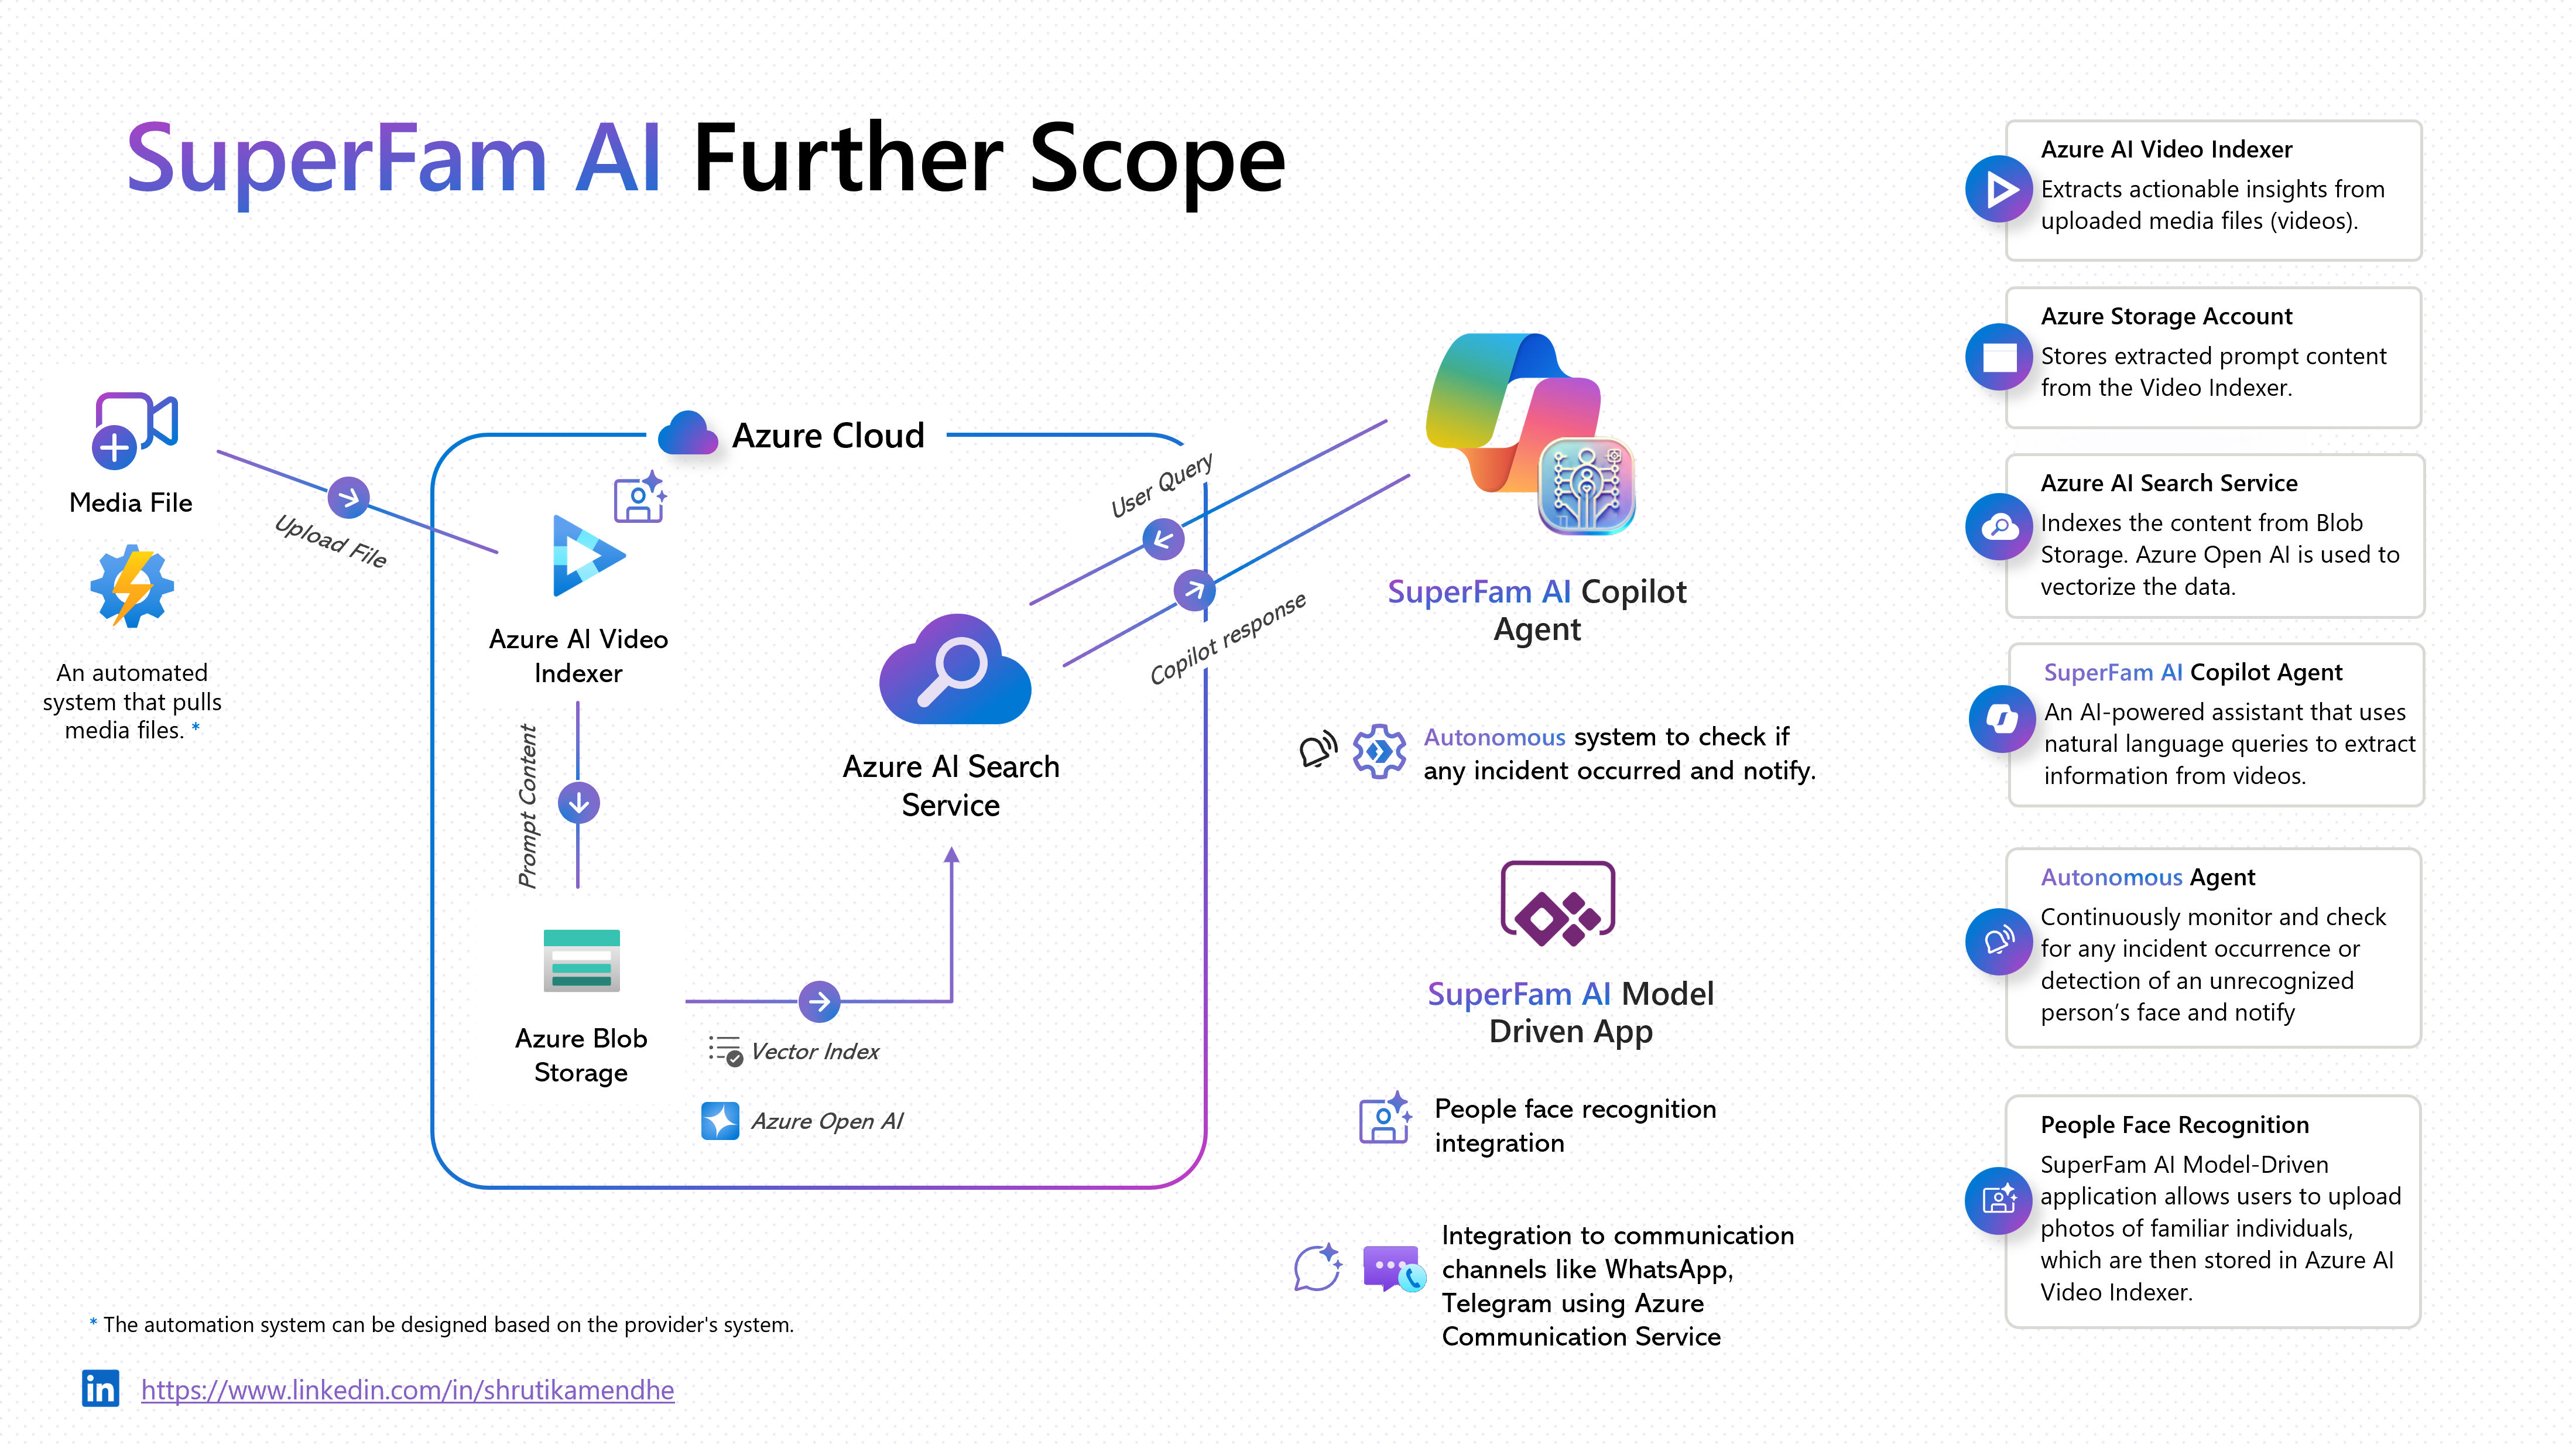 SuperFam AI Further Scope
Media File
An automated
system that pulls
media files. *
Upload File
Azure Cloud
Azure AI Video
Indexer
Prompt Content
Azure Blob
Storage
Vector Index
Azure Open AI
Azure AI Search
Service
User Query
Copilot response
SuperFam AI Copilot
Agent
Autonomous system to check if
any incident occurred and notify.
SuperFam AI Model
Driven App
People face recognition
integration
Integration to communication
channels like WhatsApp,
Telegram using Azure
Communication Service
Azure AI Video Indexer
Extracts actionable insights from
uploaded media files (videos).
Azure Storage Account
Stores extracted prompt content
from the Video Indexer.
Azure AI Search Service
Indexes the content from Blob
Storage. Azure Open AI is used to
vectorize the data.
SuperFam AI Copilot Agent
An AI-powered assistant that uses
natural language queries to extract
information from videos.
Autonomous Agent
Continuously monitor and check
for any incident occurrence or
detection of an unrecognized
person’s face and notify
People Face Recognition
SuperFam AI Model-Driven
application allows users to upload
photos of familiar individuals,
which are then stored in Azure AI
Video Indexer.
* The automation system can be designed based on the provider's system.
in
https://www.linkedin.com/in/shrutikamendhe